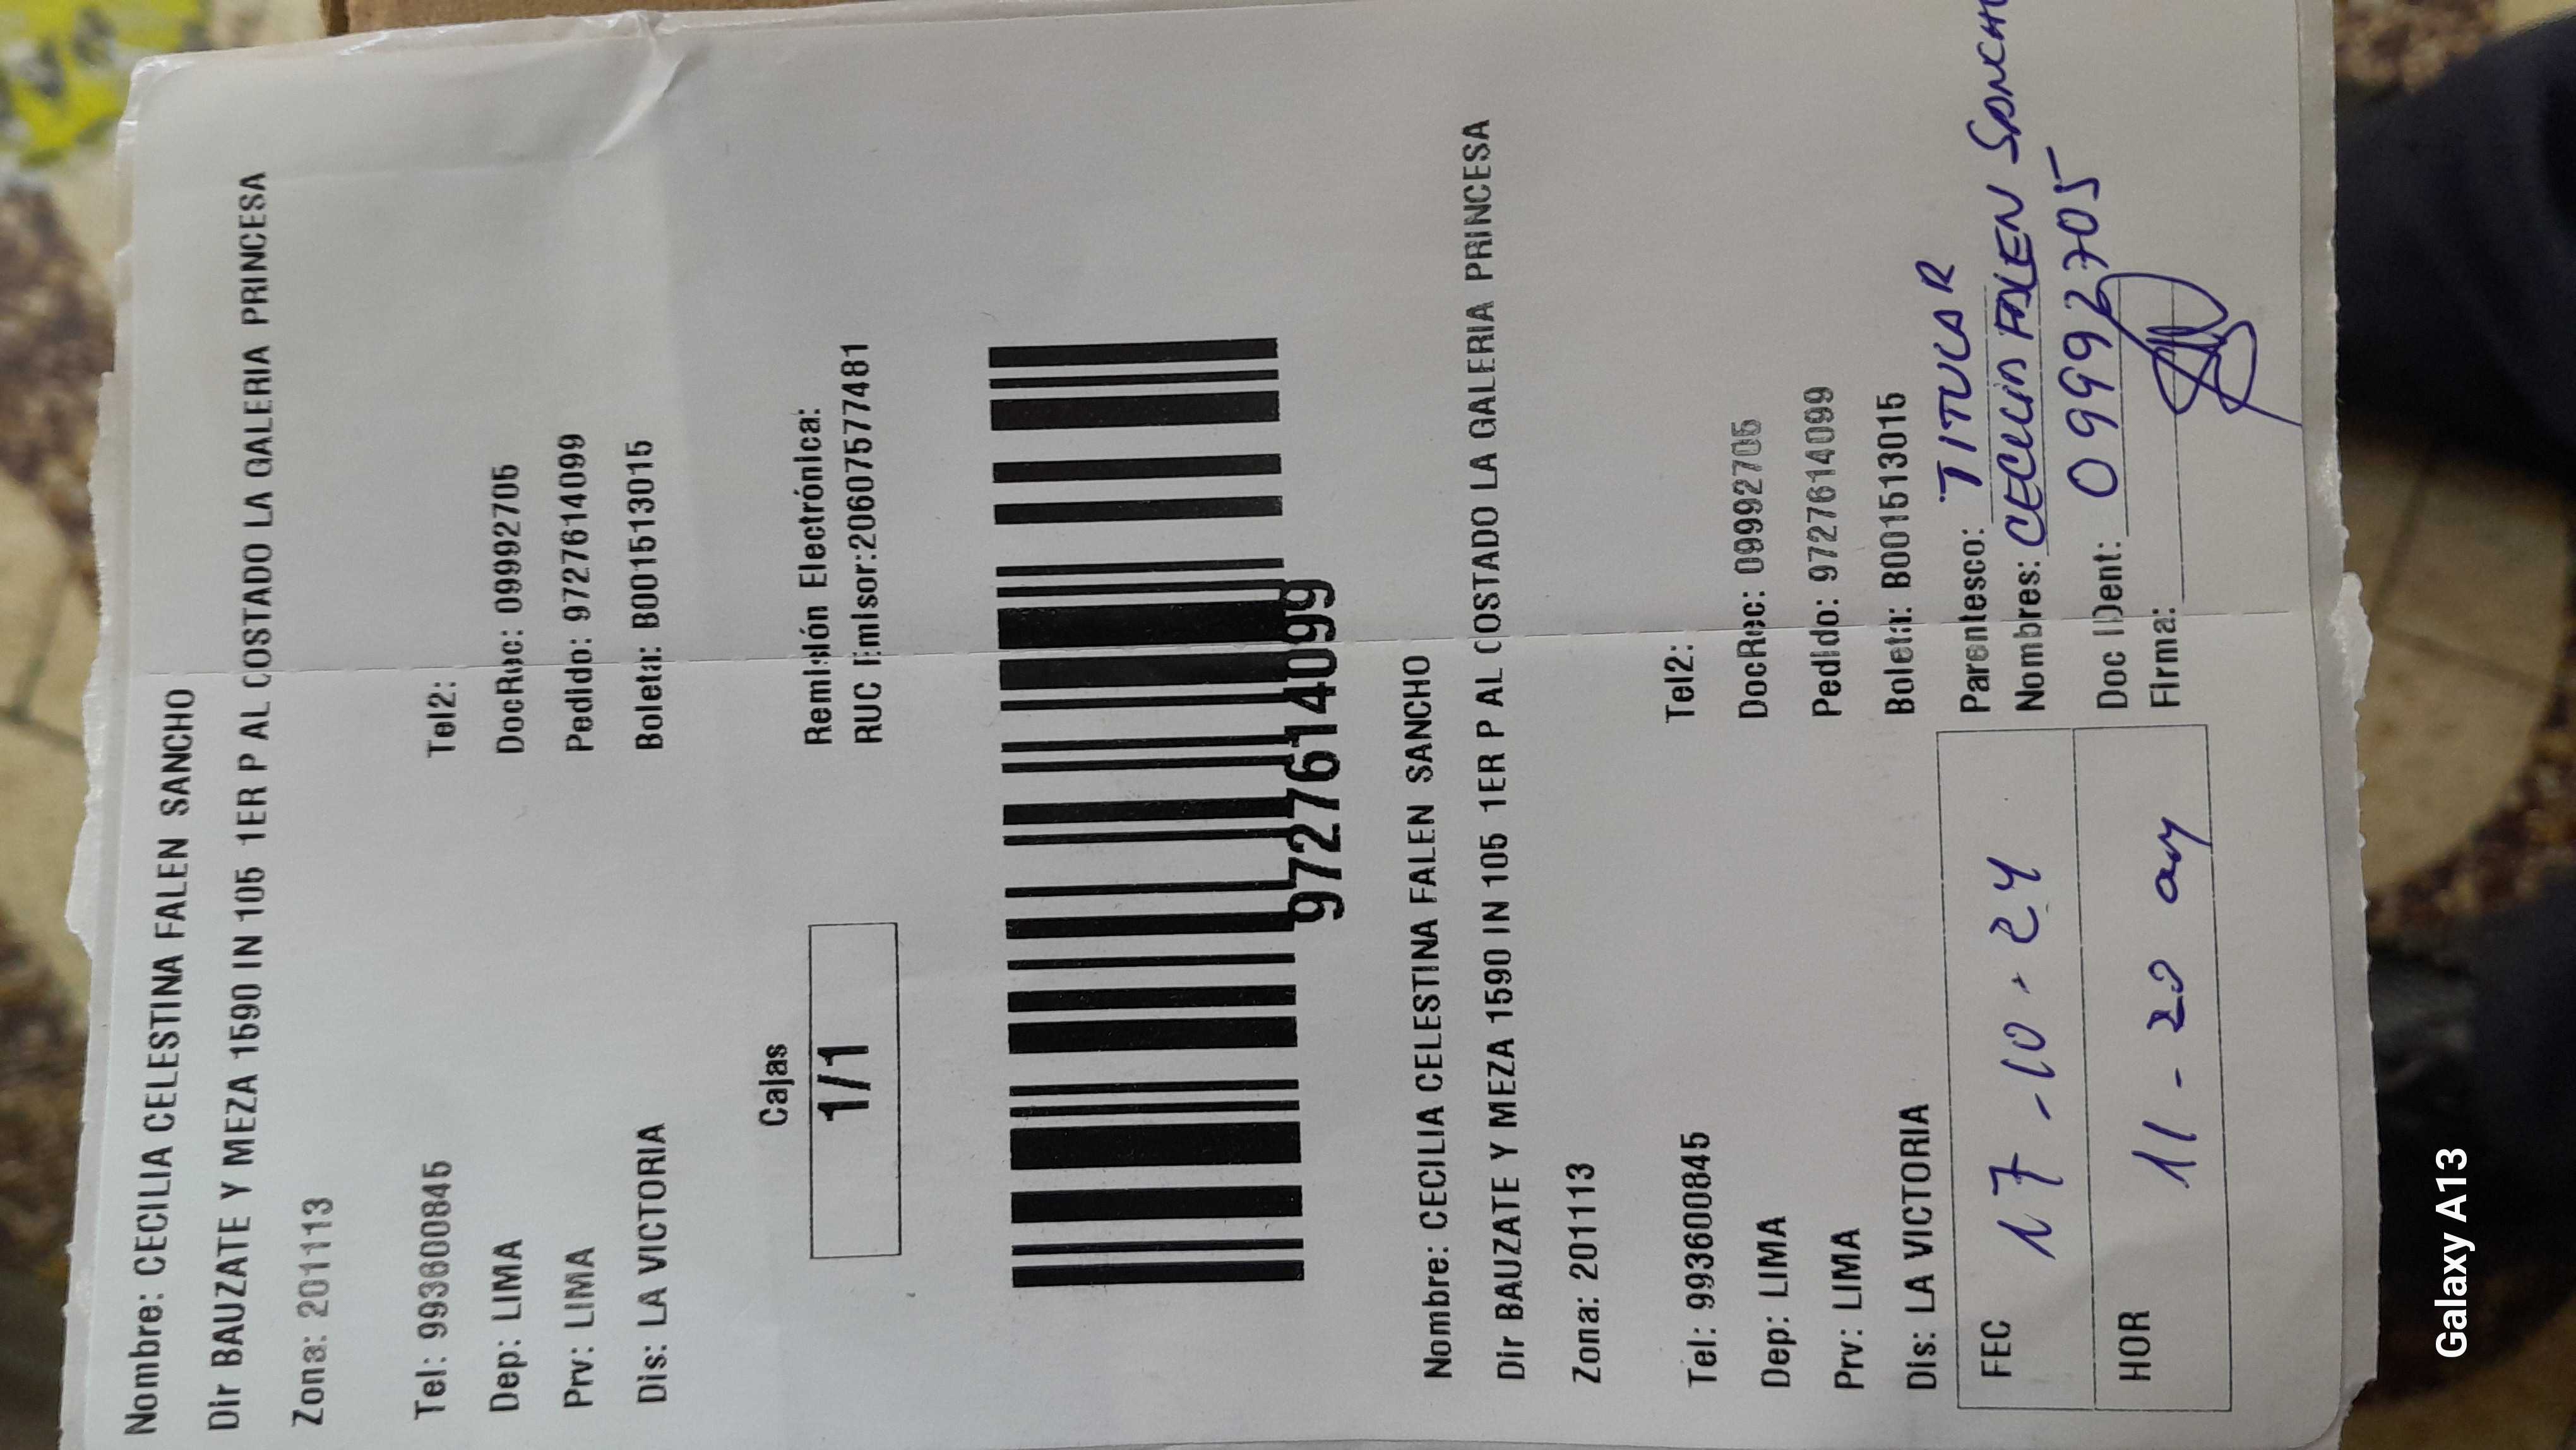 Nombre: CECILIA CELESTINA FALEN SANCHO
Dir BAUZATE Y MEZA 1590 IN 105 1ER P AL COSTADO LA GALERIA PRINCESA
Zona: 201113
Tel: 993600845 Tel2:
Dep: LIMA DocRec: 09992705
Prv: LIMA Pedido: 9727614099
Dis: LA VICTORIA Boleta: B001513015
Cajas Remisión Electrónica:
1/1 RUC Emisor:20607577481
9727614099
Nombre: CECILIA CELESTINA FALEN SANCHO
Dir BAUZATE Y MEZA 1590 IN 105 1ER P AL COSTADO LA GALERIA PRINCESA
Zona: 201113
Tel: 993600845 Tel2:
Dep: LIMA DocRec: 09992705
Prv: LIMA Pedido: 9727614099
Dis: LA VICTORIA Boleta: B001513015
FEC 17-10-24 Parentesco: TITULAR
Nombres: CECILIA FALEN SANCHO
HOR 11-20 am Doc IDent: 09992705
Firma:
Galaxy A13